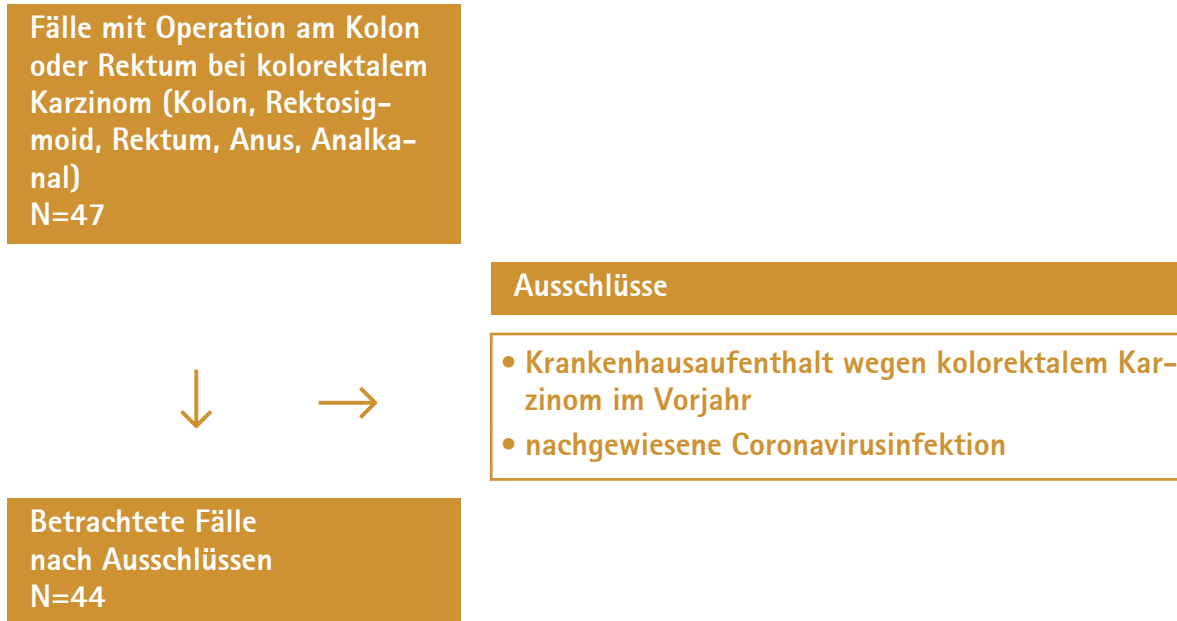 Fälle mit Operation am Kolon
oder Rektum bei kolorektalem
Karzinom (Kolon, Rektosig-
moid, Rektum, Anus, Analka-
nal)
N=47
Ausschlüsse
• Krankenhausaufenthalt wegen kolorektalem Kar-
zinom im Vorjahr
• nachgewiesene Coronavirusinfektion
Betrachtete Fälle
nach Ausschlüssen
N=44